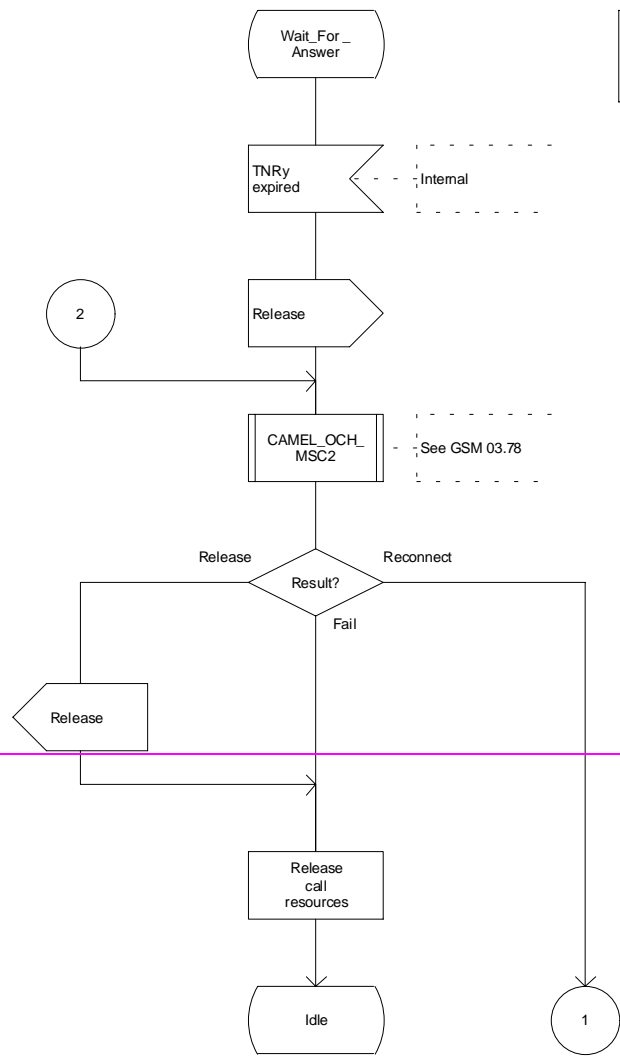 Wait_For_
Answer
TNRy
expired
Internal
2
Release
CAMEL_OCH_
MSC2
See GSM 03.78
Release
Reconnect
Result?
Fail
Release
Release
call
resources
Idle
1